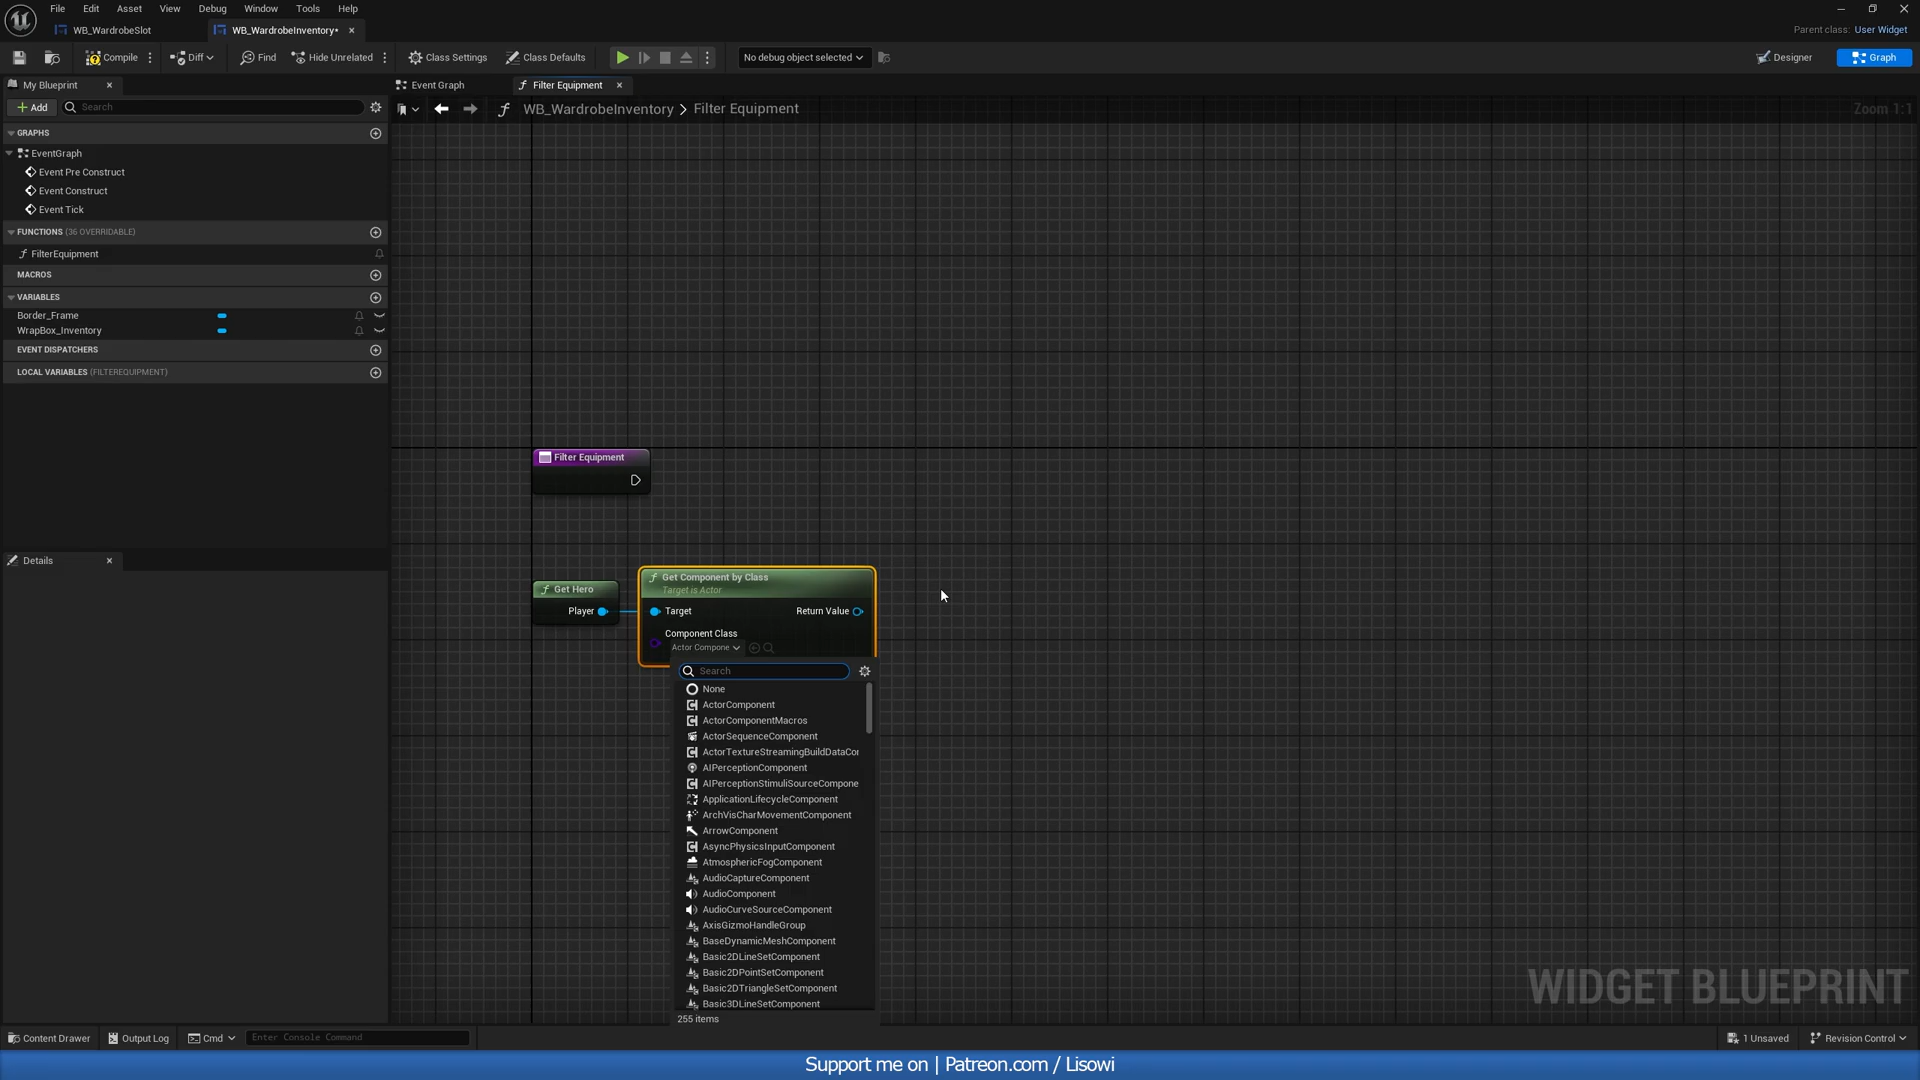 File Edit Asset View Debug Window Tools Help
WB_WardrobeSlot
WB_WardrobeInventory*
Parent class: User Widget
Compile
Diff
Find
Hide Unrelated
Class Settings
Class Defaults
No debug object selected
Designer
Graph
My Blueprint
Event Graph
Filter Equipment
Add
Search
WB_WardrobeInventory > Filter Equipment
Zoom 1:1
GRAPHS
EventGraph
Event Pre Construct
Event Construct
Event Tick
FUNCTIONS (36 OVERRIDABLE)
FilterEquipment
MACROS
VARIABLES
Border_Frame
WrapBox_Inventory
EVENT DISPATCHERS
LOCAL VARIABLES (FILTEREQUIPMENT)
Filter Equipment
Details
Get Hero
Player
Get Component by Class
Target is Actor
Target
Return Value
Component Class
Actor Compone
Search
None
ActorComponent
ActorComponentMacros
ActorSequenceComponent
ActorTextureStreamingBuildDataCor
AIPerceptionComponent
AIPerceptionStimuliSourceCompone
ApplicationLifecycleComponent
ArchVisCharMovementComponent
ArrowComponent
AsyncPhysicsInputComponent
AtmosphericFogComponent
AudioCaptureComponent
AudioComponent
AudioCurveSourceComponent
AxisGizmoHandleGroup
BaseDynamicMeshComponent
Basic2DLineSetComponent
Basic2DPointSetComponent
Basic2DTriangleSetComponent
Basic3DLineSetComponent
255 items
WIDGET BLUEPRINT
Content Drawer
Output Log
Cmd
Enter Console Command
1 Unsaved
Revision Control
Support me on | Patreon.com / Lisowi